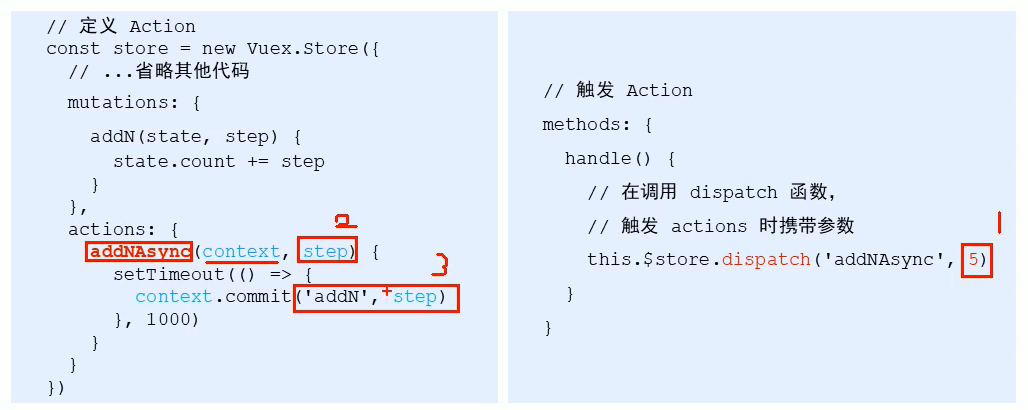 // 定义 Action
const store = new Vuex.Store({
// ...省略其他代码
mutations: {
addN(state, step) {
state.count += step
}
},
actions: {
2
addNAsync(context, step) {
3
setTimeout(() => {
context.commit('addN', step)
}, 1000)
}
}
})
// 触发 Action
methods: {
handle() {
// 在调用 dispatch 函数,
// 触发 actions 时携带参数
1
this.$store.dispatch('addNAsync', 5)
}
}